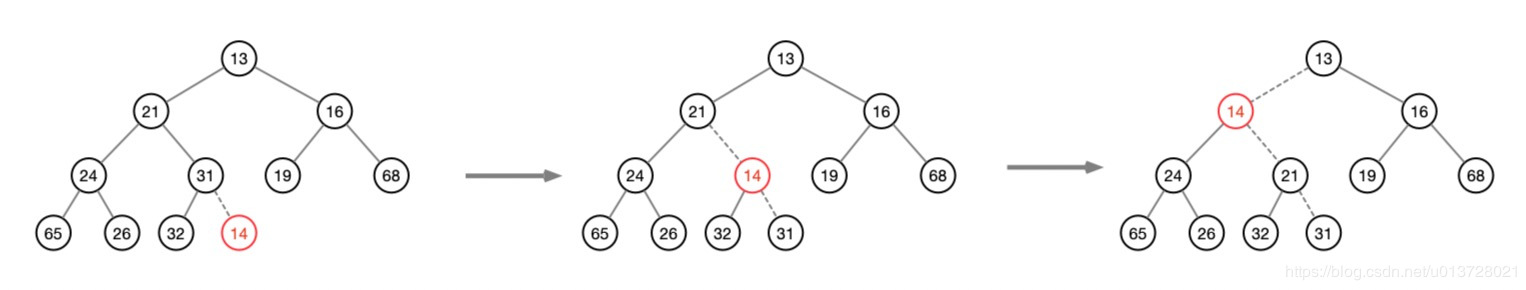 13 13 13
21 16 21 16 14 16
24 31 19 68 24 14 19 68 24 21 19 68
65 26 32 14 65 26 32 31 65 26 32 31
https://blog.csdn.net/u013728021